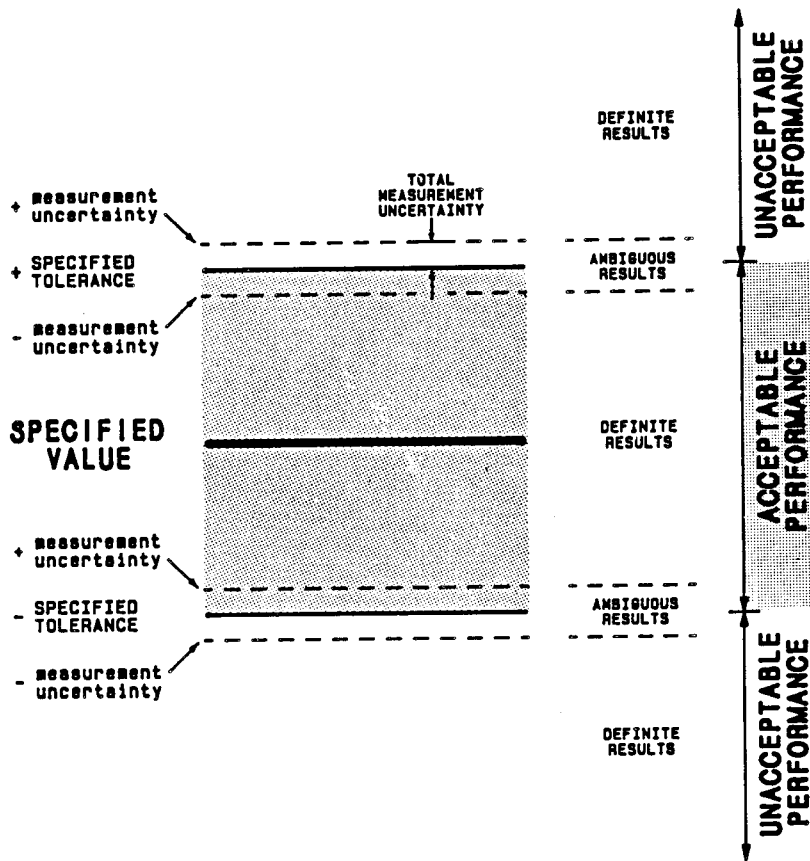 UNACCEPTABLE
PERFORMANCE
DEFINITE
RESULTS
+ measurement
uncertainty
TOTAL
MEASUREMENT
UNCERTAINTY
+ SPECIFIED
TOLERANCE
AMBIGUOUS
RESULTS
- measurement
uncertainty
SPECIFIED
VALUE
DEFINITE
RESULTS
ACCEPTABLE
PERFORMANCE
+ measurement
uncertainty
- SPECIFIED
TOLERANCE
AMBIGUOUS
RESULTS
- measurement
uncertainty
DEFINITE
RESULTS
UNACCEPTABLE
PERFORMANCE